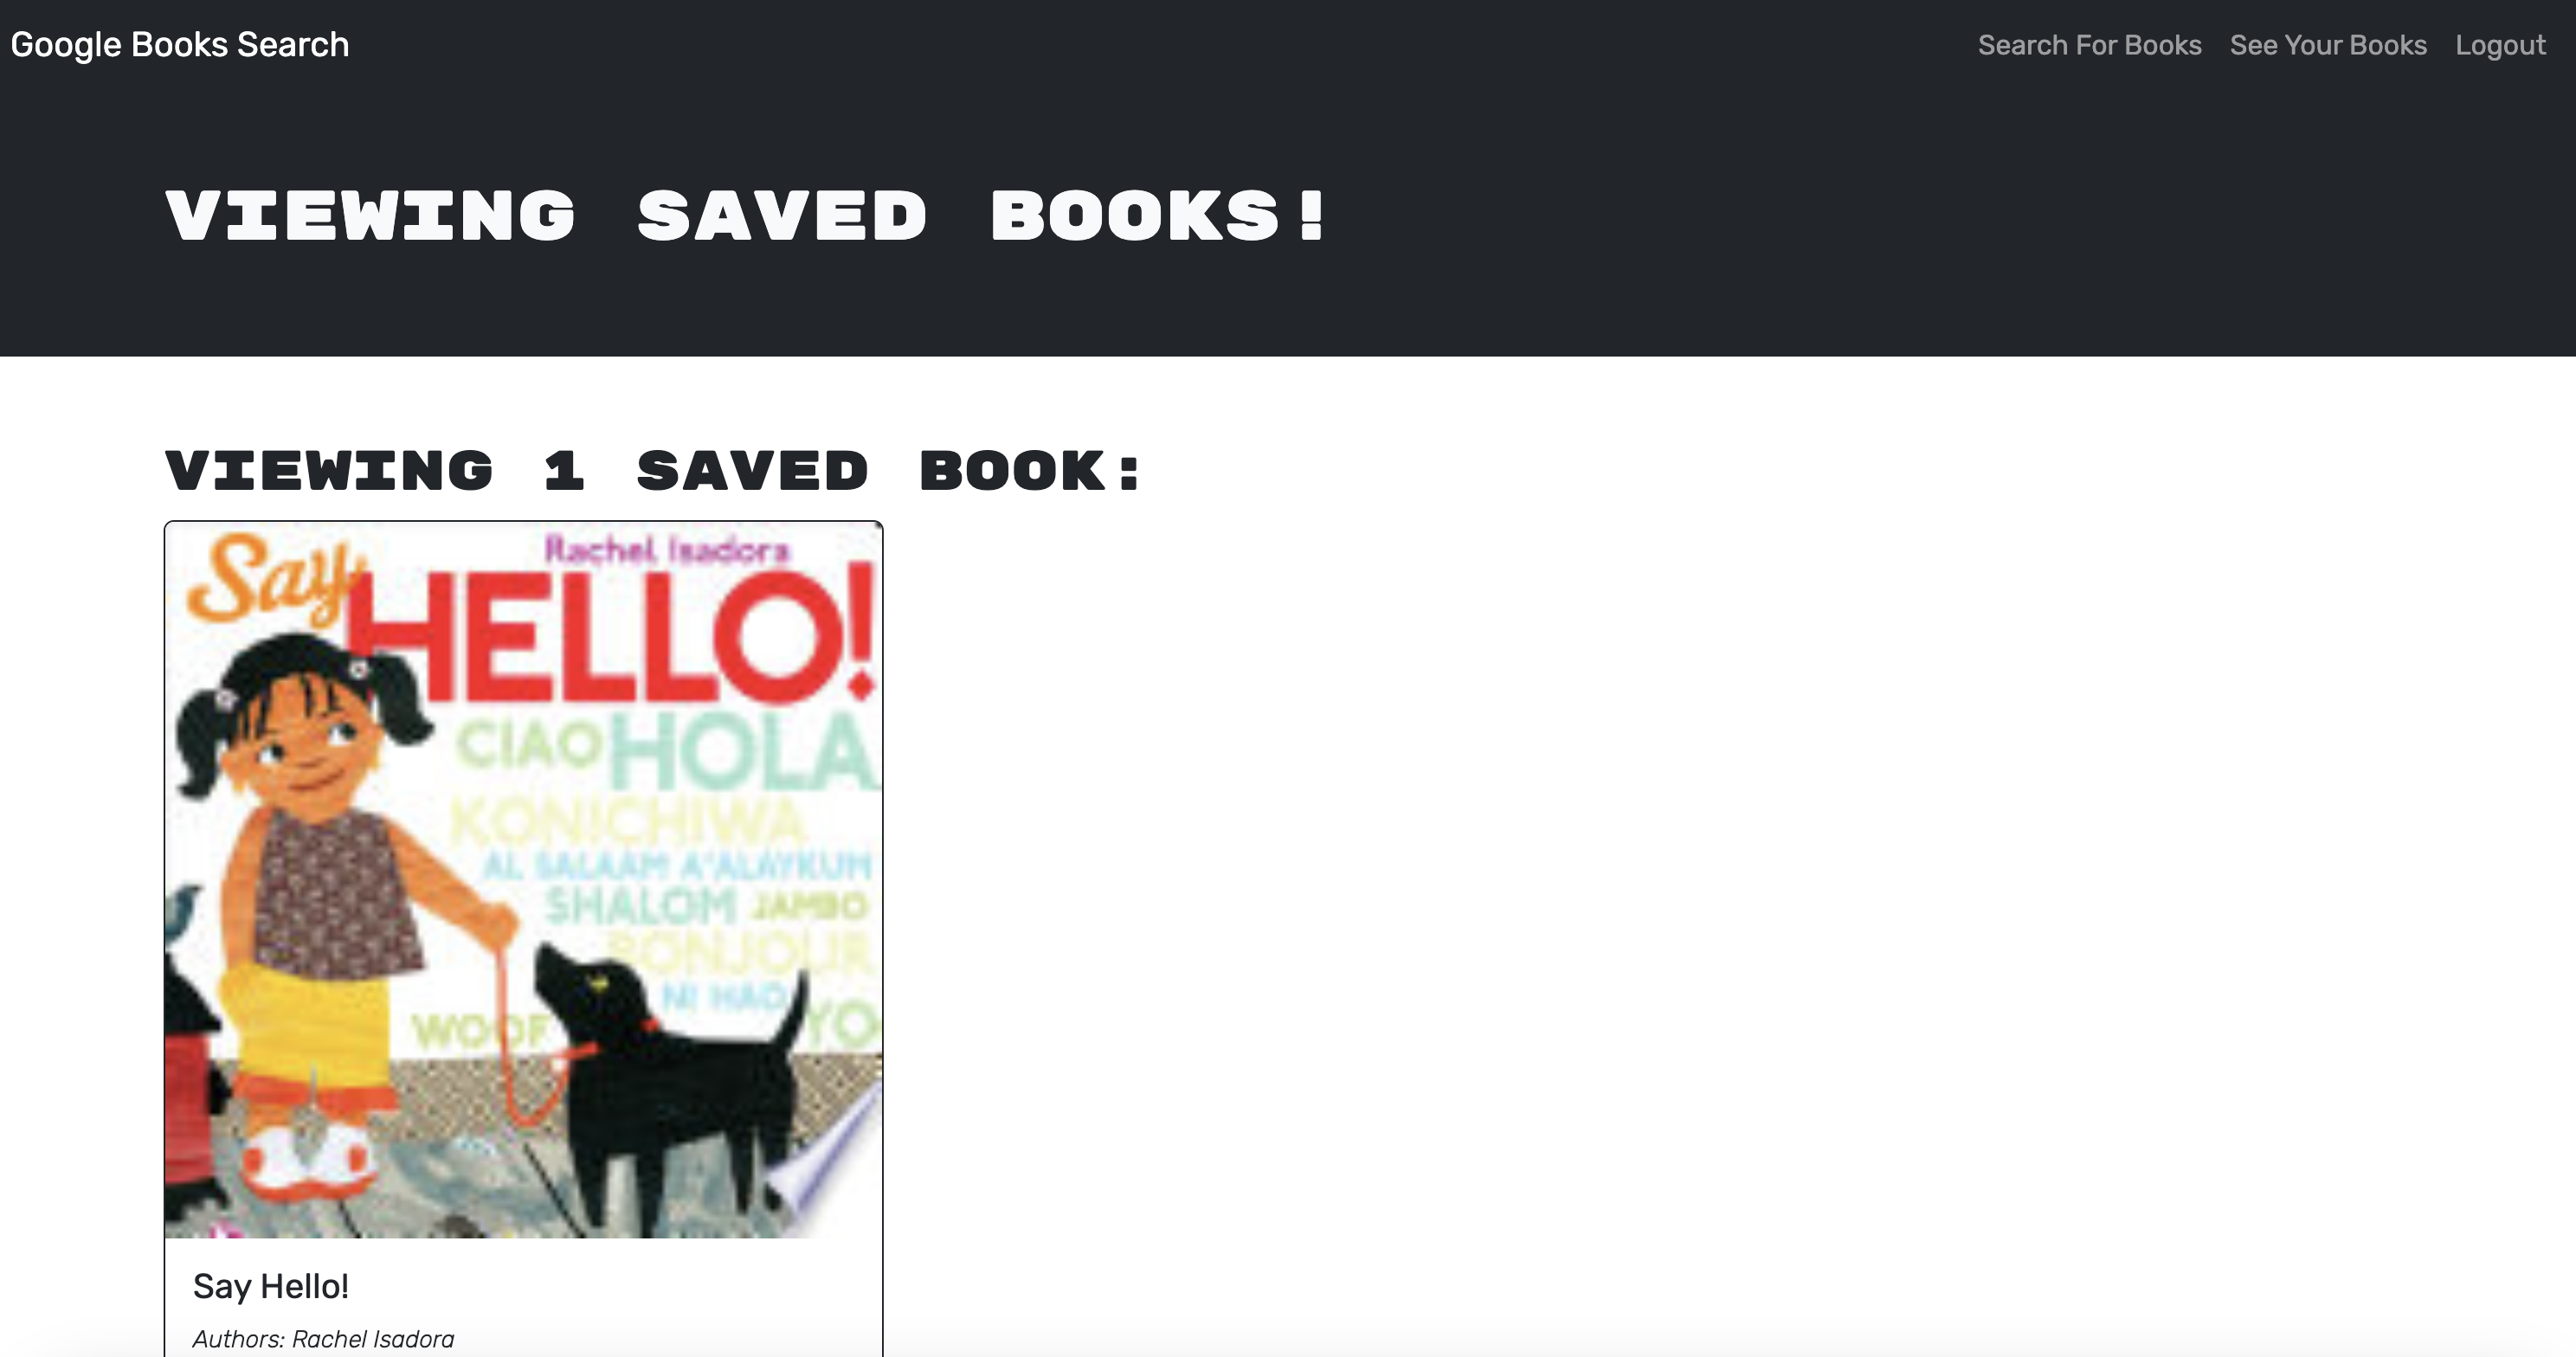 Google Books Search
Search For Books See Your Books Logout
VIEWING SAVED BOOKS!
VIEWING 1 SAVED BOOK:
Rachel Isadora
Say
HELLO!
CIAO HOLA
KONICHIWA
AL SALAAM A'ALAYKUM
SHALOM JAMBO
BONJOUR
NI HAO
WOOF YO
Say Hello!
Authors: Rachel Isadora